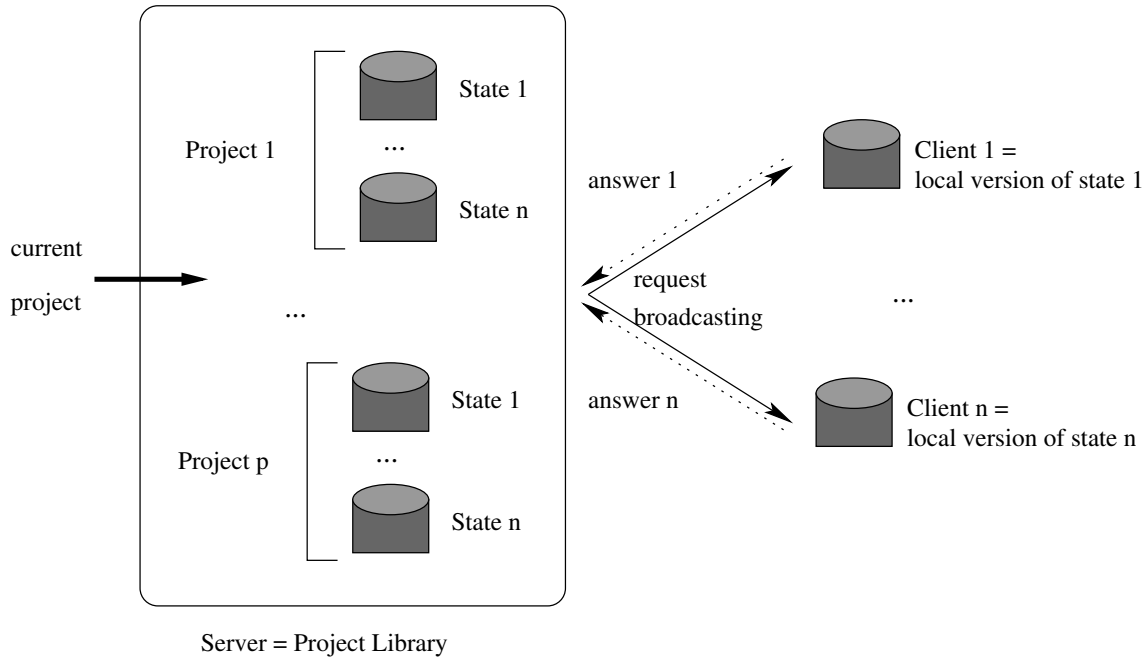 State 1
Project 1
...
State n
current
project
...
State 1
Project p
...
State n
Server = Project Library
answer 1
request
broadcasting
answer n
Client 1 =
local version of state 1
...
Client n =
local version of state n